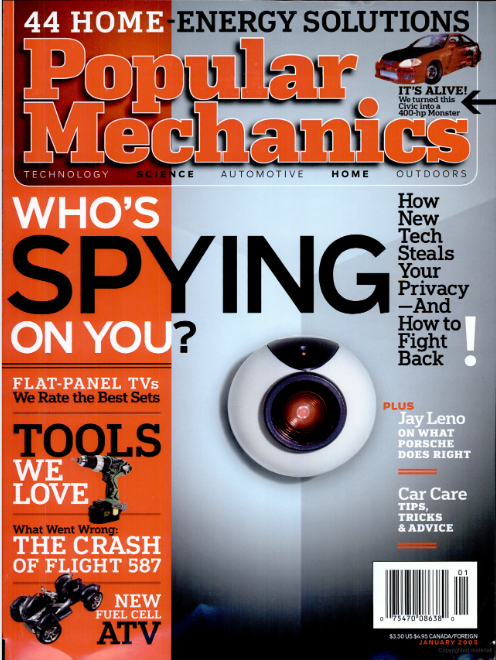 44 HOME-ENERGY SOLUTIONS
Popular
Mechanics
IT'S ALIVE!
We turned this
Civic into a
400-hp Monster
TECHNOLOGY SCIENCE AUTOMOTIVE HOME OUTDOORS
WHO'S
SPYING
ON YOU?
How
New
Tech
Steals
Your
Privacy
—And
How to
Fight
Back!
FLAT-PANEL TVs
We Rate the Best Sets
TOOLS
WE
LOVE
What Went Wrong:
THE CRASH
OF FLIGHT 587
NEW
FUEL CELL
ATV
PLUS
Jay Leno
ON WHAT
PORSCHE
DOES RIGHT
Car Care
TIPS,
TRICKS
& ADVICE
01
0 75470 08638 0
$3.50 US $4.95 CANADA/FOREIGN
JANUARY 2003
Copyrighted material